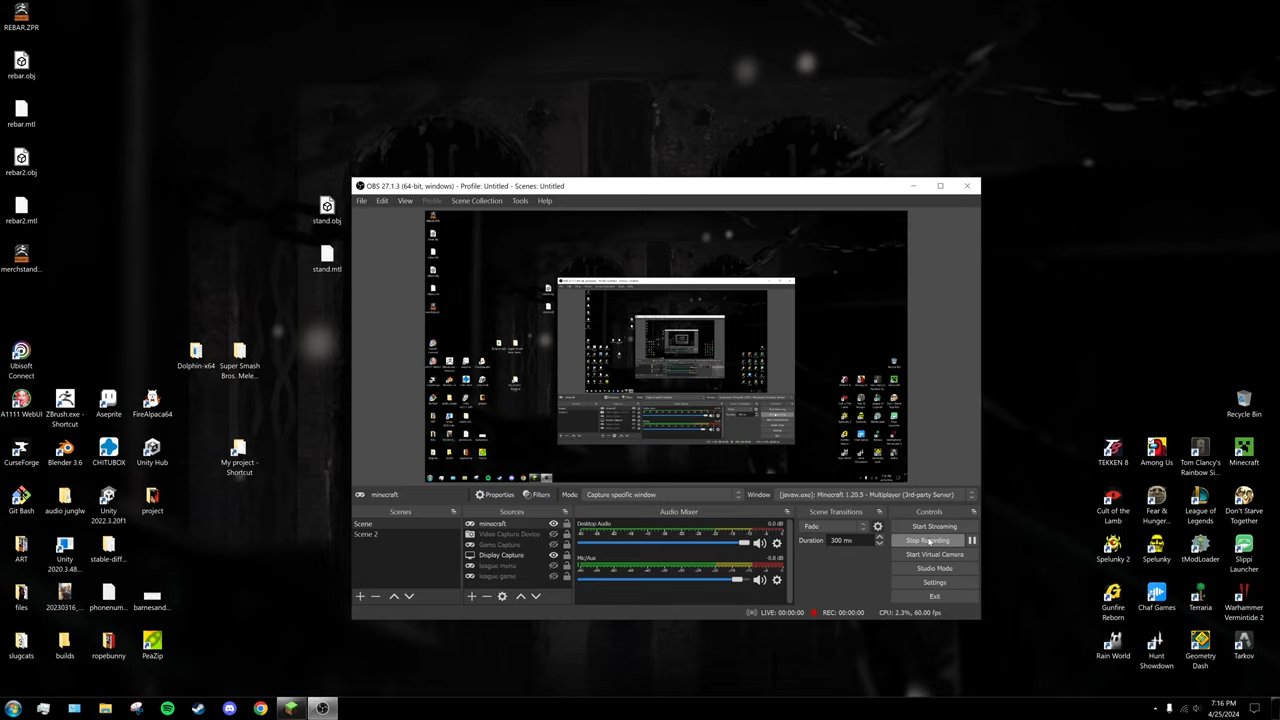 REBAR.ZPR
rebar.obj
rebar.mtl
rebar2.obj
rebar2.mtl
merchstand...
stand.obj
stand.mtl
Ubisoft
Connect
Dolphin-x64
Super Smash
Bros. Mele...
A1111 WebUI
ZBrush.exe -
Shortcut
Aseprite
FireAlpaca64
CurseForge
Blender 3.6
CHITUBOX
Unity Hub
My project -
Shortcut
Git Bash
audio junglw
Unity
2022.3.20f1
project
ART
Unity
2020.3.48...
stable-diff...
files
20230316_...
phonenum...
barnesand...
slugcats
builds
ropebunny
PeaZip
OBS 27.1.3 (64-bit, windows) - Profile: Untitled - Scenes: Untitled
File Edit View Profile Scene Collection Tools Help
minecraft
Properties
Filters
Mode
Capture specific window
Window
[javaw.exe]: Minecraft 1.20.5 - Multiplayer (3rd-party Server)
Scenes
Scene
Scene 2
Sources
minecraft
Video Capture Device
Game Capture
Display Capture
league menu
league game
Audio Mixer
Desktop Audio
0.0 dB
Mic/Aux
-0.8 dB
Scene Transitions
Fade
Duration
300 ms
Controls
Start Streaming
Stop Recording
Start Virtual Camera
Studio Mode
Settings
Exit
LIVE: 00:00:00
REC: 00:00:00
CPU: 2.3%, 60.00 fps
Recycle Bin
TEKKEN 8
Among Us
Tom Clancy's
Rainbow Si...
Minecraft
Cult of the
Lamb
Fear &
Hunger...
League of
Legends
Don't Starve
Together
Spelunky 2
Spelunky
tModLoader
Slippi
Launcher
Gunfire
Reborn
Chaf Games
Terraria
Warhammer
Vermintide 2
Rain World
Hunt
Showdown
Geometry
Dash
Tarkov
7:16 PM
4/25/2024